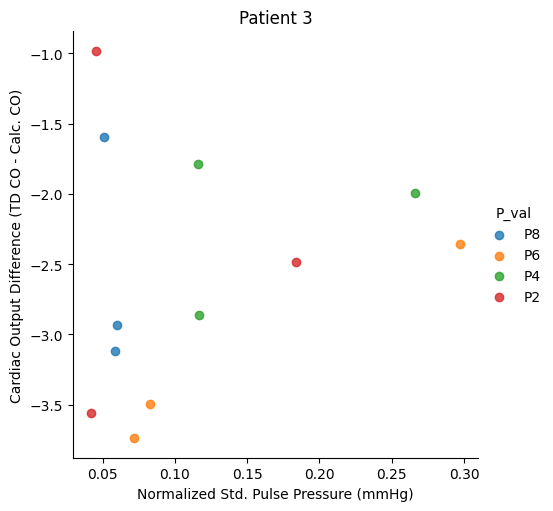 Patient 3
Cardiac Output Difference (TD CO - Calc. CO)
−1.0
−1.5
−2.0
−2.5
−3.0
−3.5
0.05 0.10 0.15 0.20 0.25 0.30
Normalized Std. Pulse Pressure (mmHg)
P_val
P8
P6
P4
P2